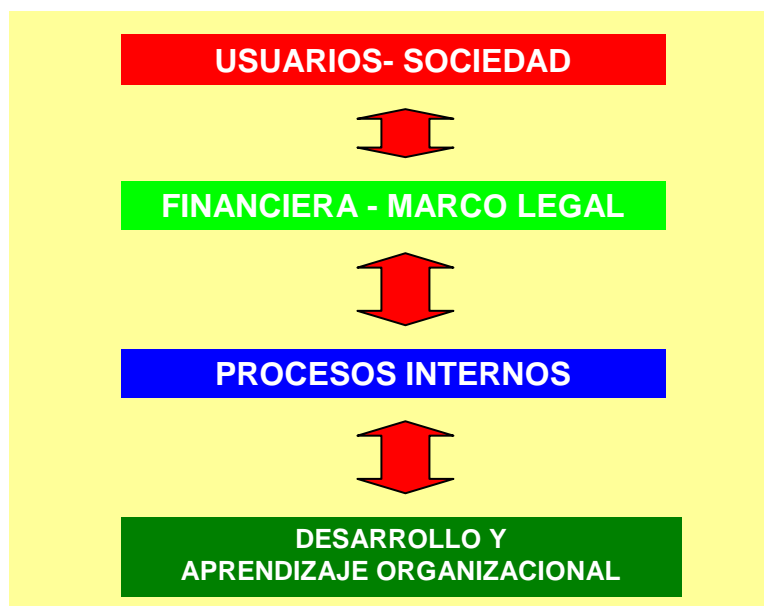 USUARIOS- SOCIEDAD
FINANCIERA - MARCO LEGAL
PROCESOS INTERNOS
DESARROLLO Y
APRENDIZAJE ORGANIZACIONAL